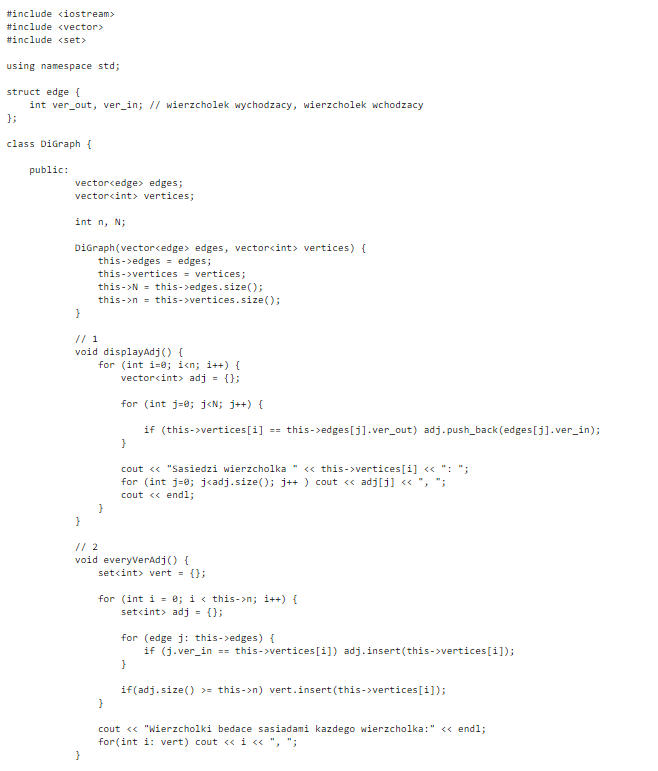 #include <iostream>
#include <vector>
#include <set>

using namespace std;

struct edge {
    int ver_out, ver_in; // wierzcholek wychodzacy, wierzcholek wchodzacy
};

class DiGraph {

    public:
            vector<edge> edges;
            vector<int> vertices;

            int n, N;

            DiGraph(vector<edge> edges, vector<int> vertices) {
                this->edges = edges;
                this->vertices = vertices;
                this->N = this->edges.size();
                this->n = this->vertices.size();
            }

            // 1
            void displayAdj() {
                for (int i=0; i<n; i++) {
                    vector<int> adj = {};

                    for (int j=0; j<N; j++) {

                        if (this->vertices[i] == this->edges[j].ver_out) adj.push_back(edges[j].ver_in);
                    }

                    cout << "Sasiedzi wierzcholka " << this->vertices[i] << ": ";
                    for (int j=0; j<adj.size(); j++ ) cout << adj[j] << ", ";
                    cout << endl;
                }
            }

            // 2
            void everyVerAdj() {
                set<int> vert = {};

                for (int i = 0; i < this->n; i++) {
                    set<int> adj = {};

                    for (edge j: this->edges) {
                        if (j.ver_in == this->vertices[i]) adj.insert(this->vertices[i]);
                    }

                    if(adj.size() >= this->n) vert.insert(this->vertices[i]);
                }

                cout << "Wierzcholki bedace sasiadami kazdego wierzcholka:" << endl;
                for(int i: vert) cout << i << ", ";
            }